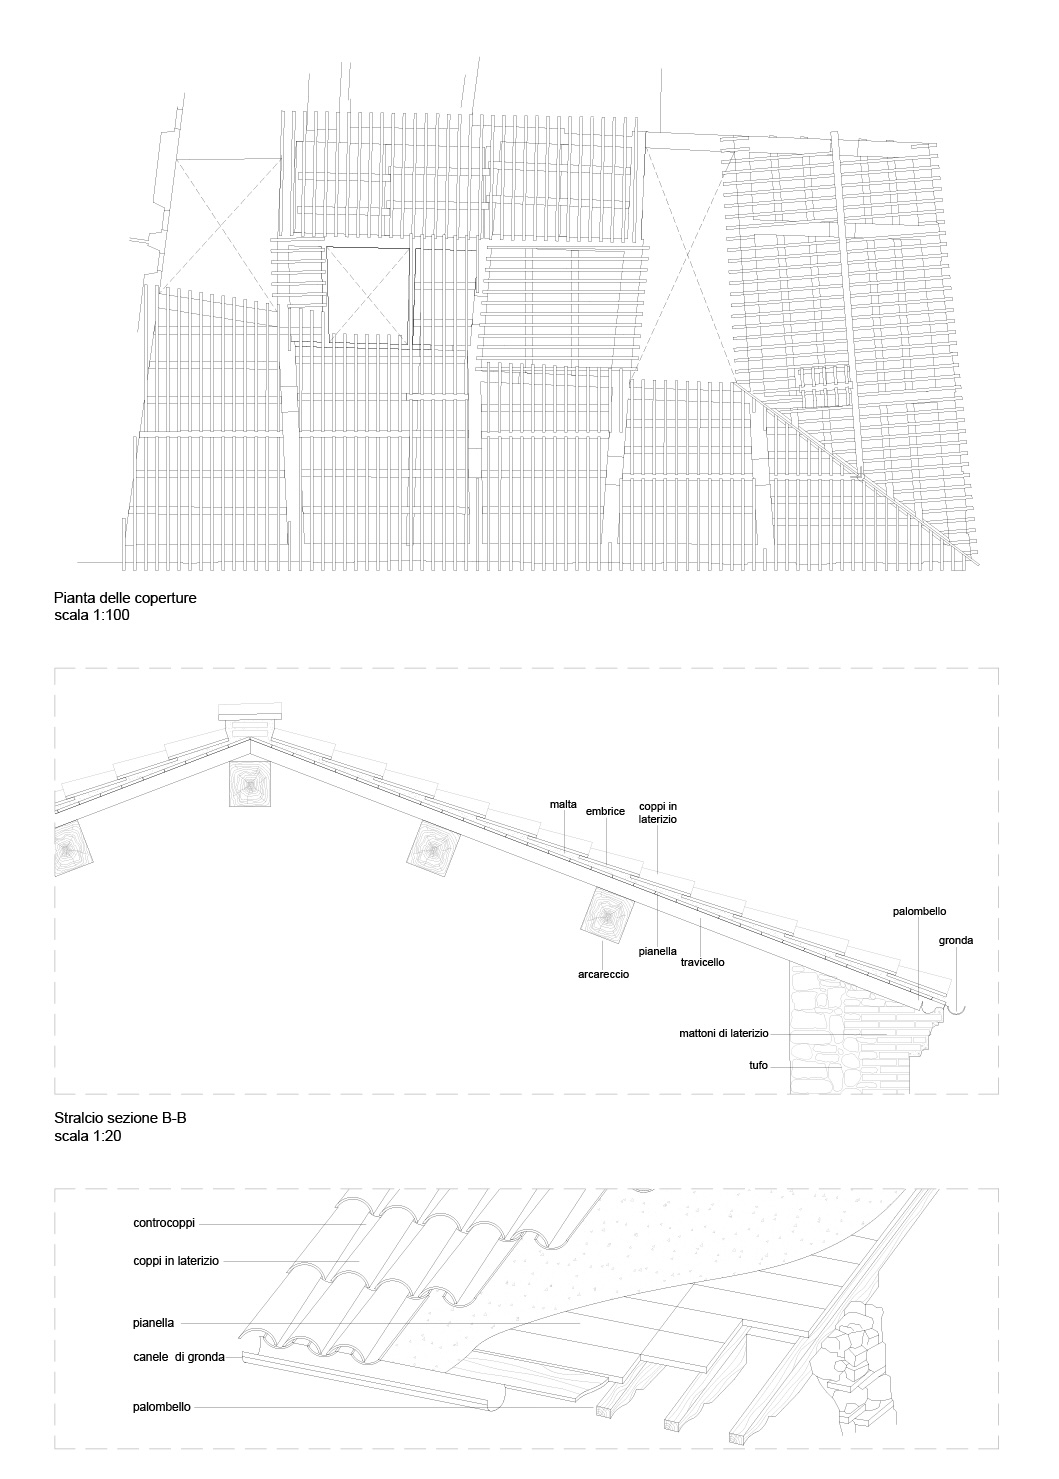 Pianta delle coperture
scala 1:100
malta
embrice
coppi in
laterizio
palombello
gronda
pianella
travicello
arcareccio
mattoni di laterizio
tufo
Stralcio sezione B-B
scala 1:20
controcoppi
coppi in laterizio
pianella
canele di gronda
palombello